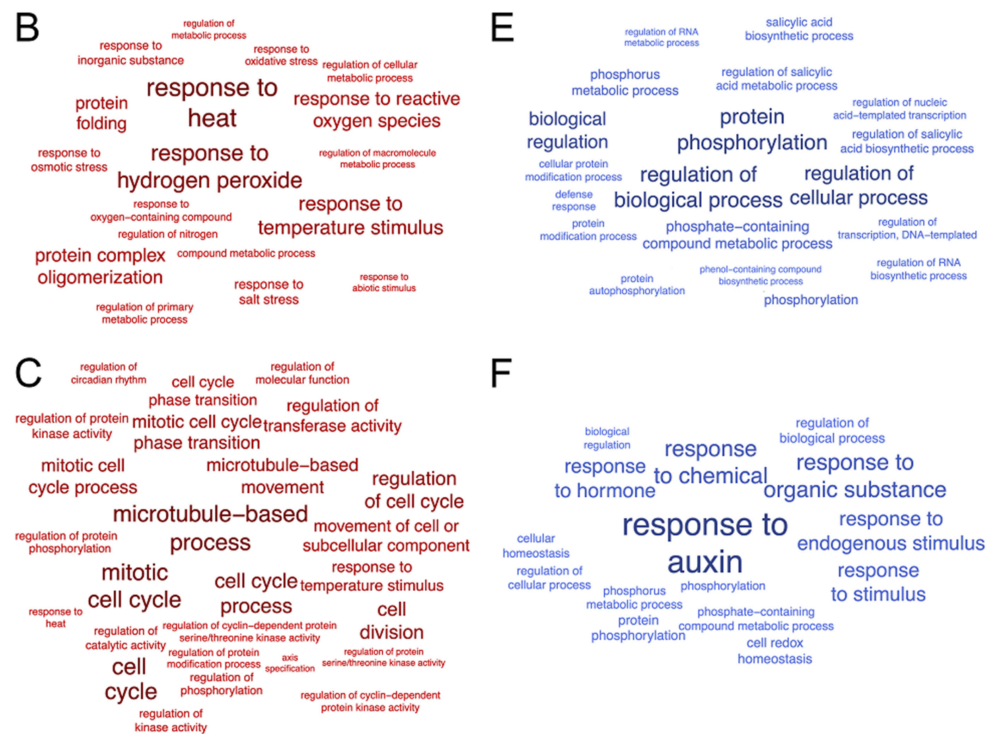 B
regulation of
metabolic process
response to
inorganic substance
response to
oxidative stress
regulation of cellular
metabolic process
response to
heat
protein
folding
response to reactive
oxygen species
response to
osmotic stress
response to
hydrogen peroxide
regulation of macromolecule
metabolic process
response to
oxygen−containing compound
response to
temperature stimulus
regulation of nitrogen
compound metabolic process
protein complex
oligomerization
response to
salt stress
response to
abiotic stimulus
regulation of primary
metabolic process
E
regulation of RNA
metabolic process
salicylic acid
biosynthetic process
phosphorus
metabolic process
regulation of salicylic
acid metabolic process
biological
regulation
protein
phosphorylation
regulation of nucleic
acid−templated transcription
regulation of salicylic
acid biosynthetic process
cellular protein
modification process
regulation of
biological process
regulation of
cellular process
defense
response
protein
modification process
phosphate−containing
compound metabolic process
regulation of
transcription, DNA−templated
protein
autophosphorylation
phenol−containing compound
biosynthetic process
regulation of RNA
biosynthetic process
phosphorylation
C
regulation of
circadian rhythm
cell cycle
phase transition
regulation of
molecular function
regulation of protein
kinase activity
mitotic cell cycle
phase transition
regulation of
transferase activity
mitotic cell
cycle process
microtubule−based
movement
regulation
of cell cycle
microtubule−based
process
movement of cell or
subcellular component
regulation of protein
phosphorylation
mitotic
cell cycle
cell cycle
process
response to
temperature stimulus
response to
heat
regulation of
catalytic activity
regulation of cyclin−dependent protein
serine/threonine kinase activity
cell
division
cell
cycle
regulation of protein
modification process
axis
specification
regulation of protein
serine/threonine kinase activity
regulation of
phosphorylation
regulation of cyclin−dependent
protein kinase activity
regulation of
kinase activity
F
biological
regulation
response
to hormone
response
to chemical
regulation of
biological process
response to
organic substance
response to
auxin
response to
endogenous stimulus
cellular
homeostasis
regulation of
cellular process
phosphorylation
response
to stimulus
phosphorus
metabolic process
protein
phosphorylation
phosphate−containing
compound metabolic process
cell redox
homeostasis